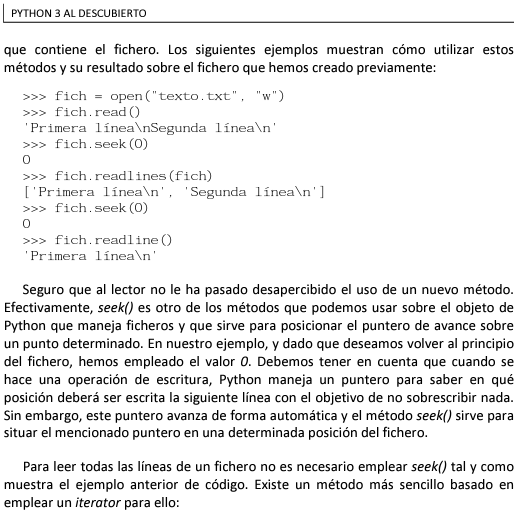 PYTHON 3 AL DESCUBIERTO
que contiene el fichero. Los siguientes ejemplos muestran cómo utilizar estos
métodos y su resultado sobre el fichero que hemos creado previamente:
>>> fich = open("texto.txt", "w")
>>> fich.read()
'Primera línea\nSegunda línea\n'
>>> fich.seek(0)
0
>>> fich.readlines(fich)
['Primera línea\n', 'Segunda línea\n']
>>> fich.seek(0)
0
>>> fich.readline()
'Primera línea\n'
Seguro que al lector no le ha pasado desapercibido el uso de un nuevo método.
Efectivamente, seek() es otro de los métodos que podemos usar sobre el objeto de
Python que maneja ficheros y que sirve para posicionar el puntero de avance sobre
un punto determinado. En nuestro ejemplo, y dado que deseamos volver al principio
del fichero, hemos empleado el valor 0. Debemos tener en cuenta que cuando se
hace una operación de escritura, Python maneja un puntero para saber en qué
posición deberá ser escrita la siguiente línea con el objetivo de no sobrescribir nada.
Sin embargo, este puntero avanza de forma automática y el método seek() sirve para
situar el mencionado puntero en una determinada posición del fichero.
Para leer todas las líneas de un fichero no es necesario emplear seek() tal y como
muestra el ejemplo anterior de código. Existe un método más sencillo basado en
emplear un iterator para ello: